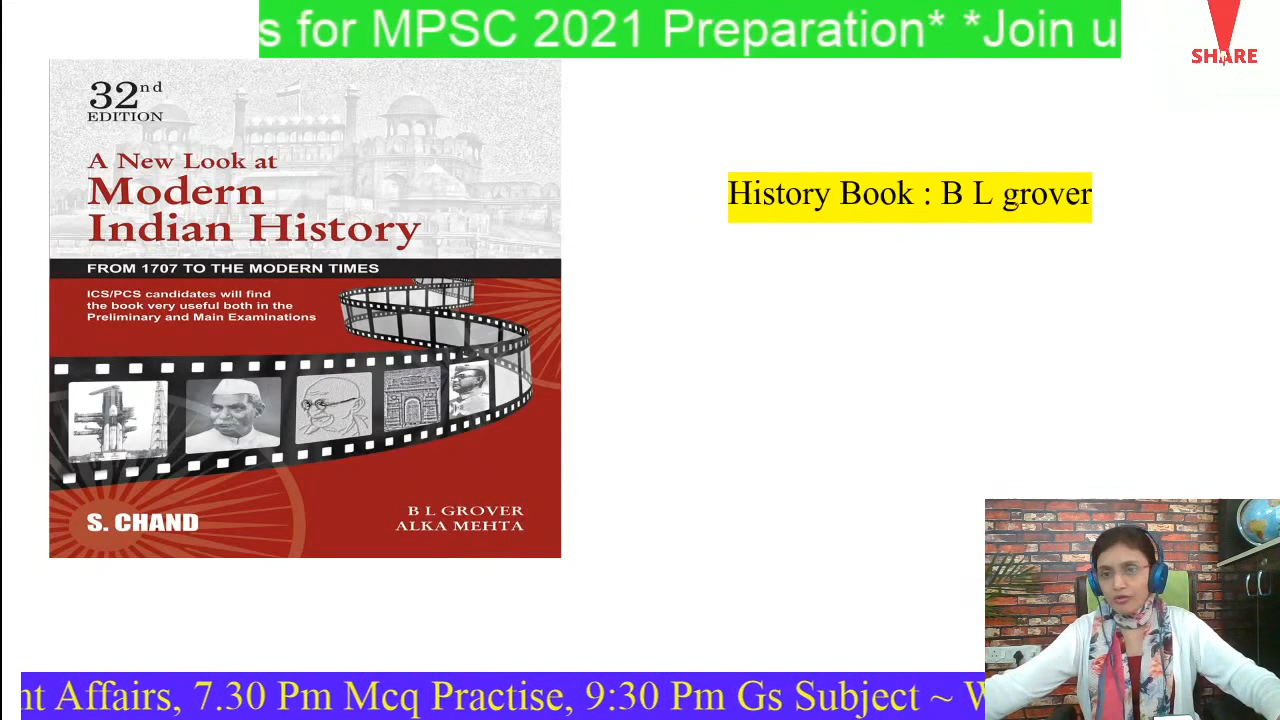 s for MPSC 2021 Preparation* *Join u
SHARE
32nd
EDITION
A New Look at
Modern
Indian History
FROM 1707 TO THE MODERN TIMES
ICS/PCS candidates will find
the book very useful both in the
Preliminary and Main Examinations
S. CHAND
B L GROVER
ALKA MEHTA
History Book : B L grover
nt Affairs, 7.30 Pm Mcq Practise, 9:30 Pm Gs Subject ~ W